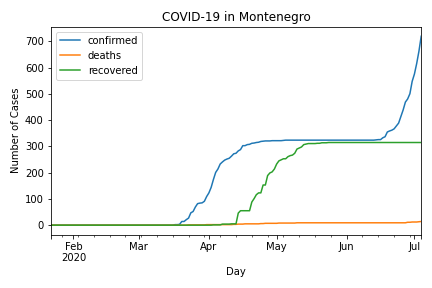 COVID-19 in Montenegro
confirmed
deaths
recovered
Number of Cases
700
600
500
400
300
200
100
0
Feb Mar Apr May Jun Jul
2020
Day